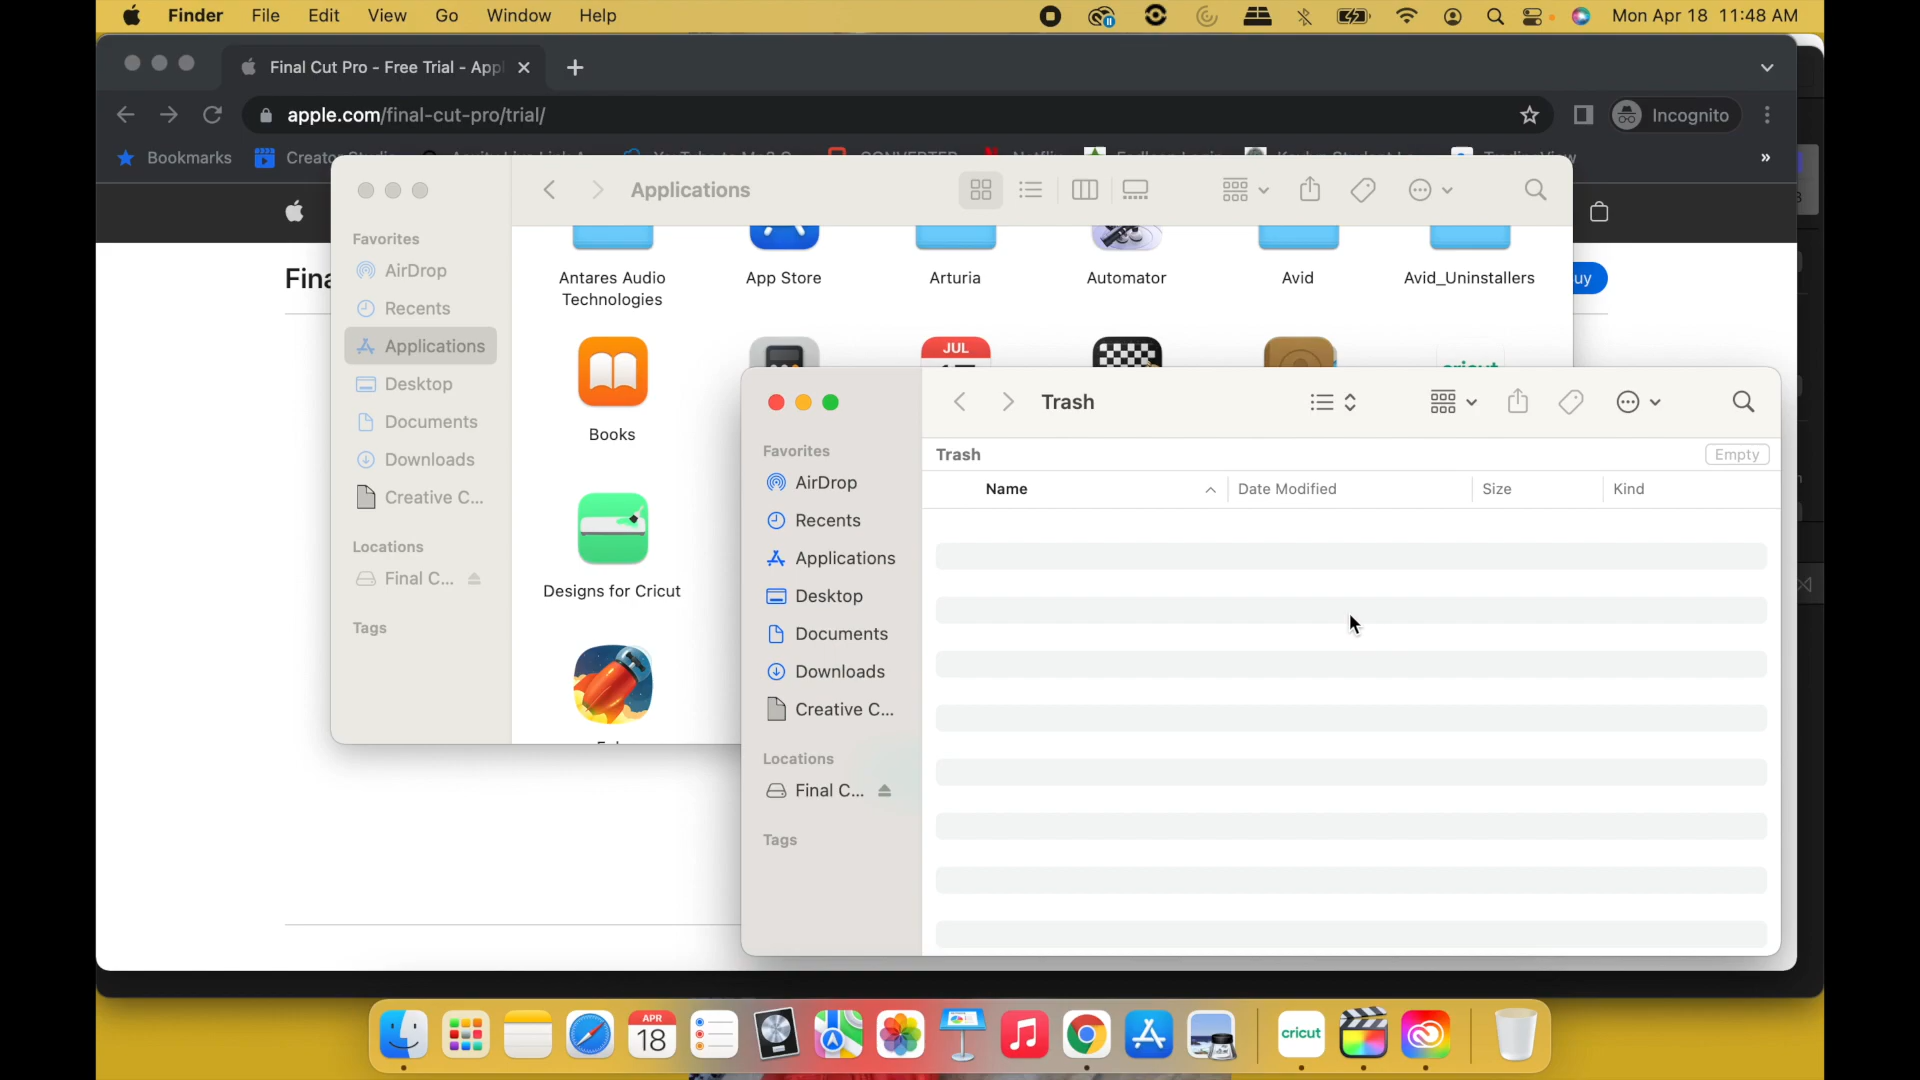 Finder File Edit View Go Window Help Mon Apr 18 11:48 AM
Final Cut Pro - Free Trial - Appl
apple.com/final-cut-pro/trial/ Incognito
Bookmarks
Applications
Favorites
AirDrop
Recents
Applications
Desktop
Documents
Downloads
Creative C...
Locations
Final C...
Tags
Antares Audio Technologies
App Store
Arturia
Automator
Avid
Avid_Uninstallers
JUL
cricut
Books
Designs for Cricut
Trash
Favorites
AirDrop
Recents
Applications
Desktop
Documents
Downloads
Creative C...
Locations
Final C...
Tags
Trash Empty
Name Date Modified Size Kind
APR
18
cricut